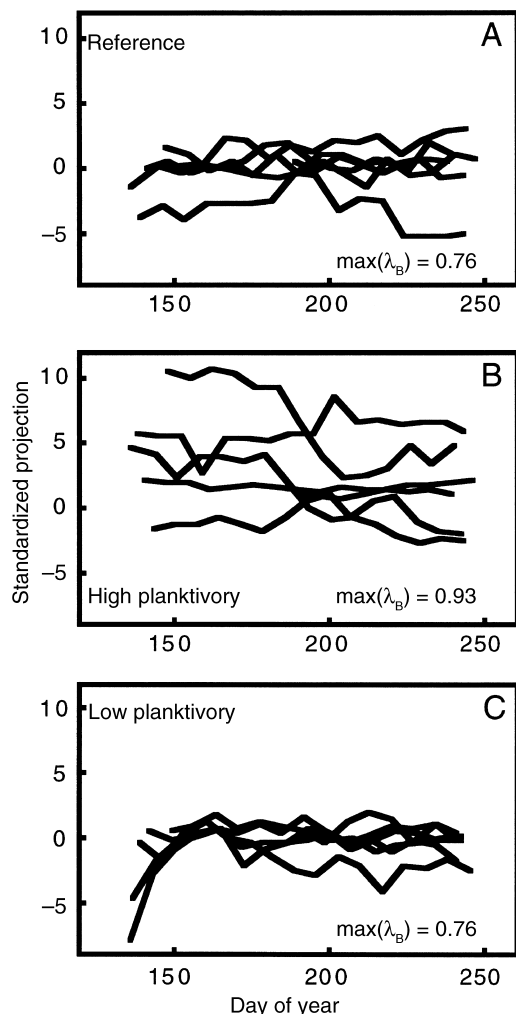 10
Reference
A
5
0
−5
max(λB) = 0.76
150
200
250
10
B
5
0
−5
High planktivory
max(λB) = 0.93
150
200
250
Standardized projection
10
Low planktivory
C
5
0
−5
max(λB) = 0.76
150
200
250
Day of year